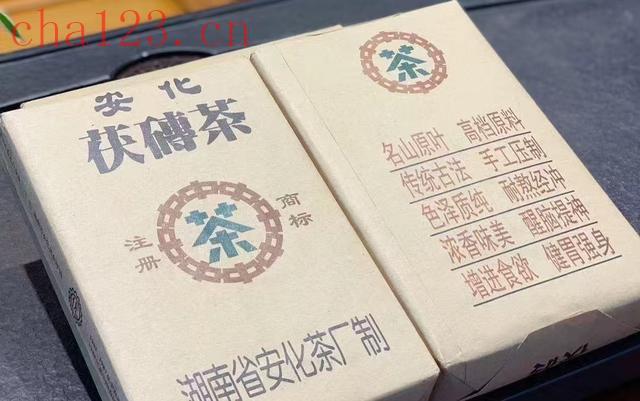 cha123.cn
安化
茯磚茶
茶
商标
注册
湖南省安化茶厂制
茶
名山原叶 高档原料
传统古法 手工压制
色泽质纯 耐熬经冲
浓香味美 醒脑提神
增进食欲 健胃强身